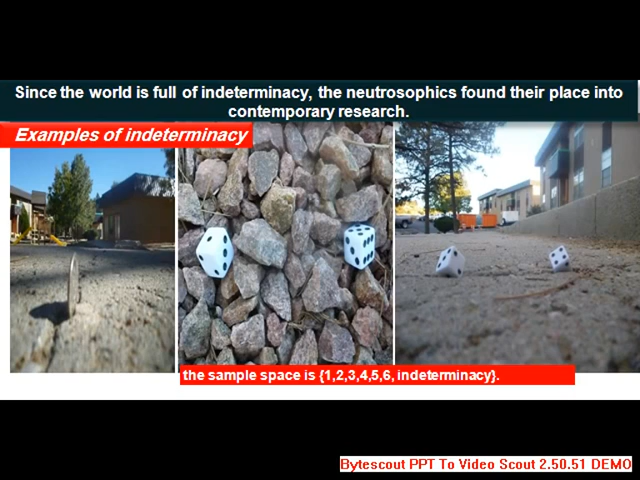 Since the world is full of indeterminacy, the neutrosophics found their place into
contemporary research.
Examples of indeterminacy
the sample space is {1,2,3,4,5,6, indeterminacy}.
Bytescout PPT To Video Scout 2.50.51 DEMO